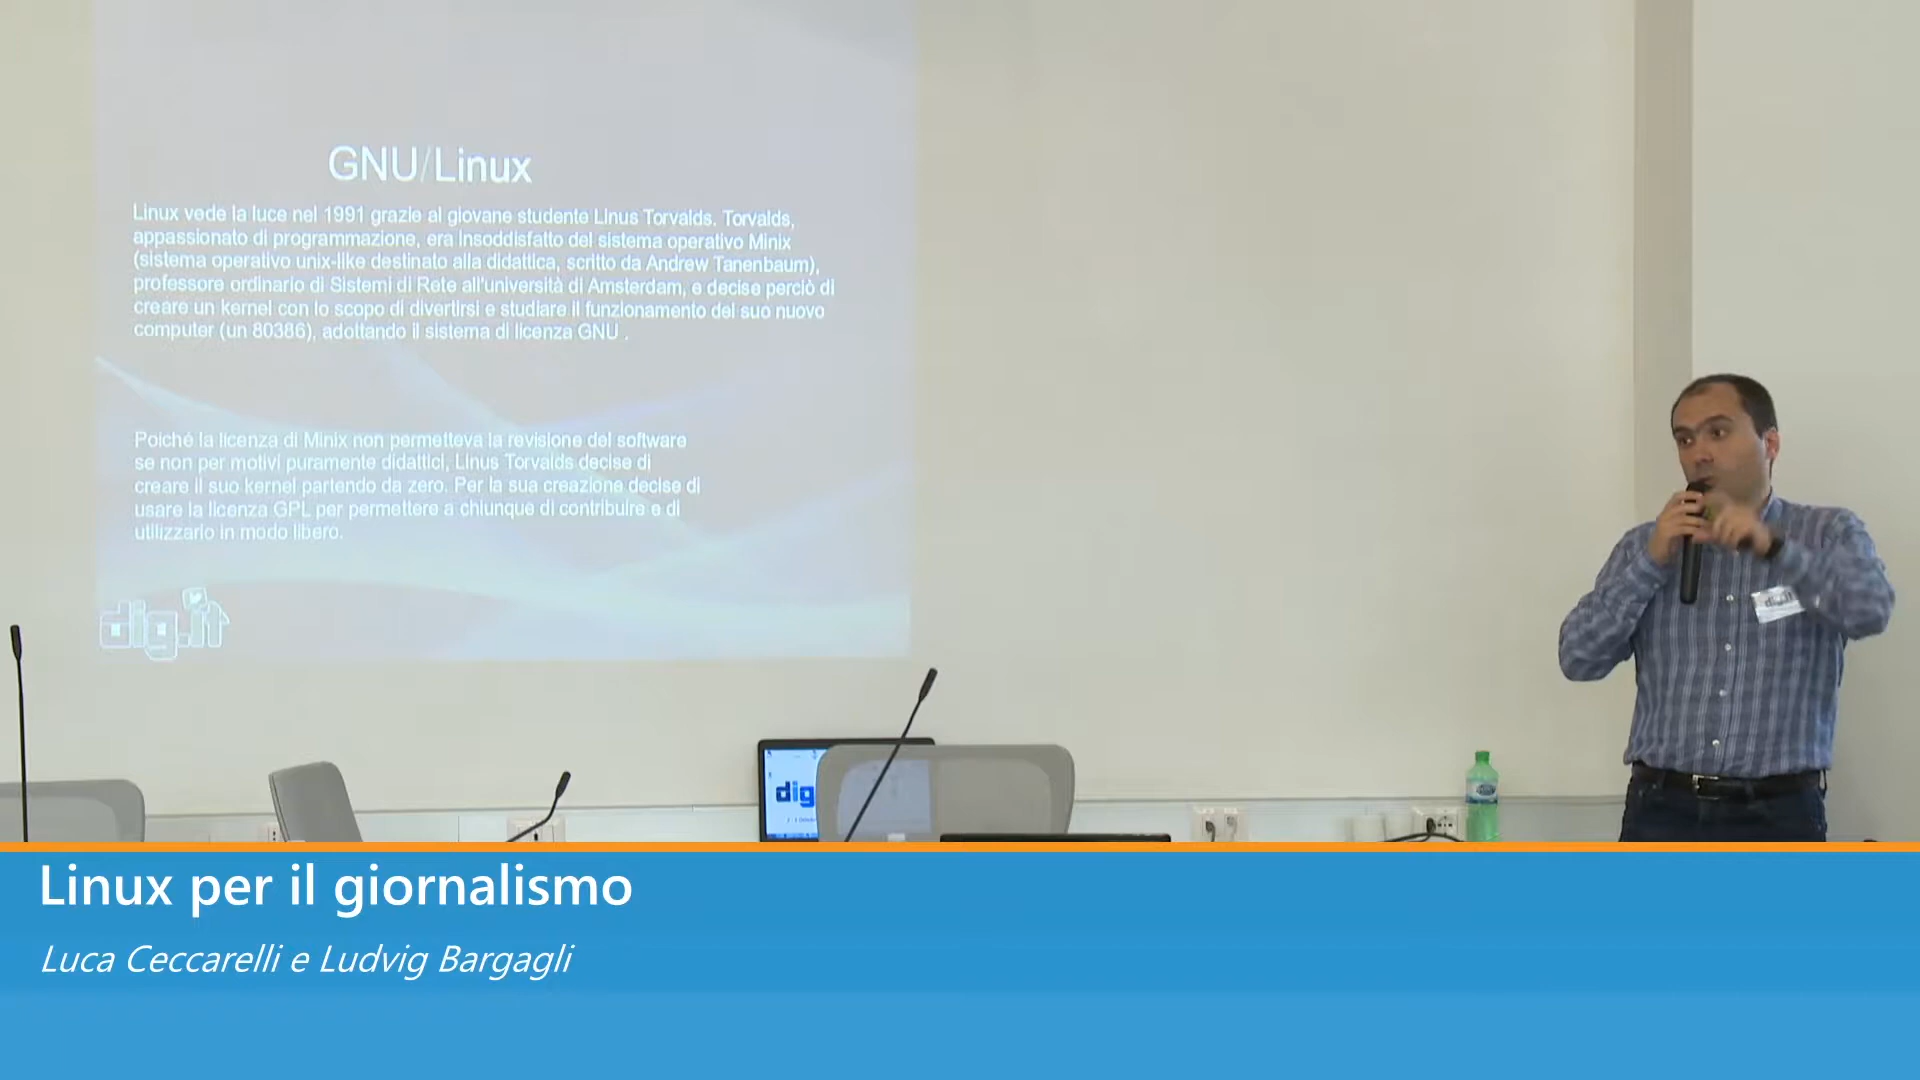 GNU/Linux
Linux vede la luce nel 1991 grazie al giovane studente Linus Torvalds. Torvalds,
appassionato di programmazione, era insoddisfatto del sistema operativo Minix
(sistema operativo unix-like destinato alla didattica, scritto da Andrew Tanenbaum),
professore ordinario di Sistemi di Rete all'università di Amsterdam, e decise perciò di
creare un kernel con lo scopo di divertirsi e studiare il funzionamento del suo nuovo
computer (un 80386), adottando il sistema di licenza GNU .
Poiché la licenza di Minix non permetteva la revisione del software
se non per motivi puramente didattici, Linus Torvalds decise di
creare il suo kernel partendo da zero. Per la sua creazione decise di
usare la licenza GPL per permettere a chiunque di contribuire e di
utilizzarlo in modo libero.
dig.it
dig
Linux per il giornalismo
Luca Ceccarelli e Ludvig Bargagli